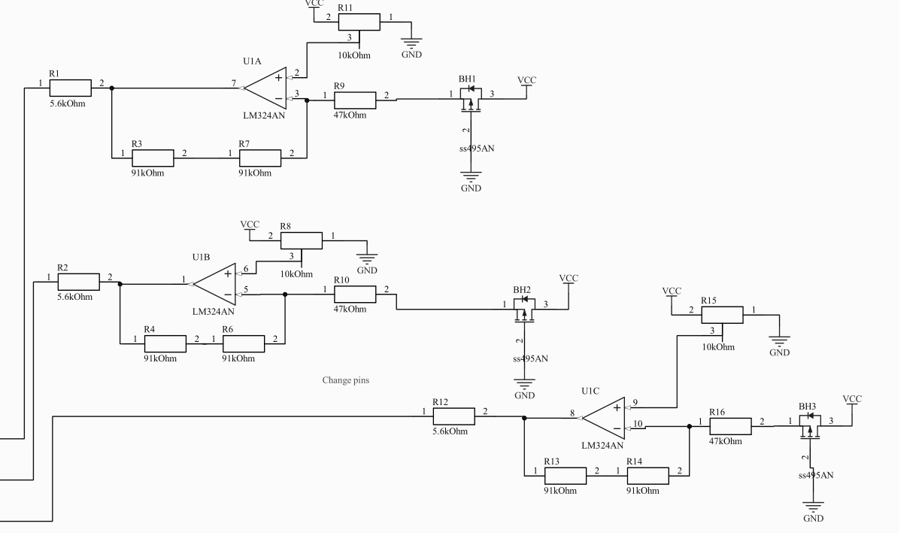 VCC
2 R11 1
3
10kOhm
GND
U1A
R1
1 2
5.6kOhm
7
2
+
3
−
LM324AN
1 R9 2
47kOhm
BH1
1 3
VCC
2
ss495AN
GND
R3
1 2
91kOhm
R7
1 2
91kOhm
VCC
2 R8 1
3
10kOhm
GND
U1B
R2
1 2
5.6kOhm
1
6
+
5
−
LM324AN
R10
1 2
47kOhm
BH2
1 3
VCC
2
ss495AN
GND
R4
1 2
91kOhm
R6
1 2
91kOhm
Change pins
VCC
2 R15 1
3
10kOhm
GND
U1C
R12
1 2
5.6kOhm
8
9
+
10
−
LM324AN
R16
1 2
47kOhm
BH3
1 3
VCC
2
ss495AN
GND
R13
1 2
91kOhm
R14
1 2
91kOhm